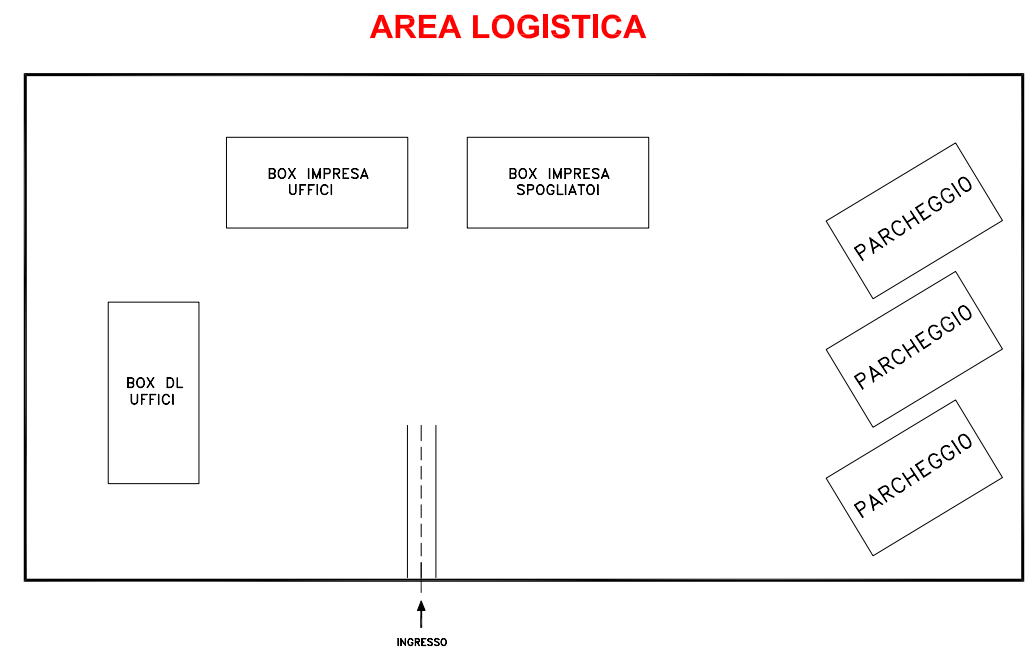 AREA LOGISTICA
BOX IMPRESA
UFFICI
BOX IMPRESA
SPOGLIATOI
PARCHEGGIO
PARCHEGGIO
BOX DL
UFFICI
PARCHEGGIO
INGRESSO